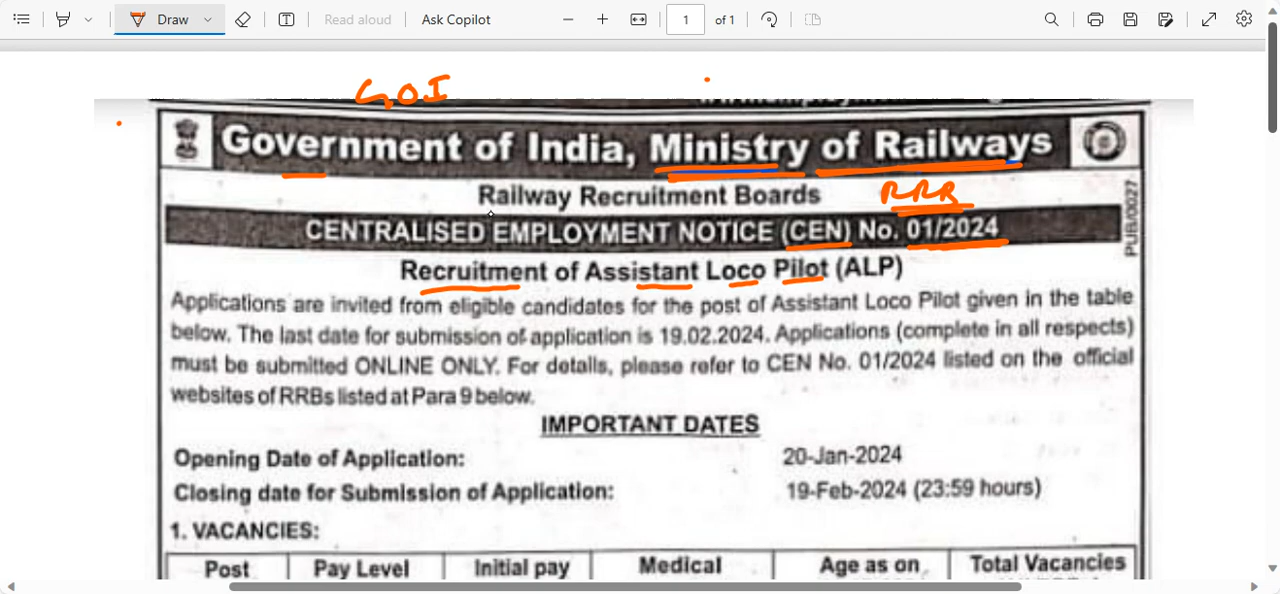 Draw
Read aloud
Ask Copilot
1 of 1
GOI
Government of India, Ministry of Railways
Railway Recruitment Boards RRB
CENTRALISED EMPLOYMENT NOTICE (CEN) No. 01/2024
PUB/0027
Recruitment of Assistant Loco Pilot (ALP)
Applications are invited from eligible candidates for the post of Assistant Loco Pilot given in the table
below. The last date for submission of application is 19.02.2024. Applications (complete in all respects)
must be submitted ONLINE ONLY. For details, please refer to CEN No. 01/2024 listed on the official
websites of RRBs listed at Para 9 below.
IMPORTANT DATES
Opening Date of Application: 20-Jan-2024
Closing date for Submission of Application: 19-Feb-2024 (23:59 hours)
1. VACANCIES:
Post Pay Level Initial pay Medical Age as on Total Vacancies